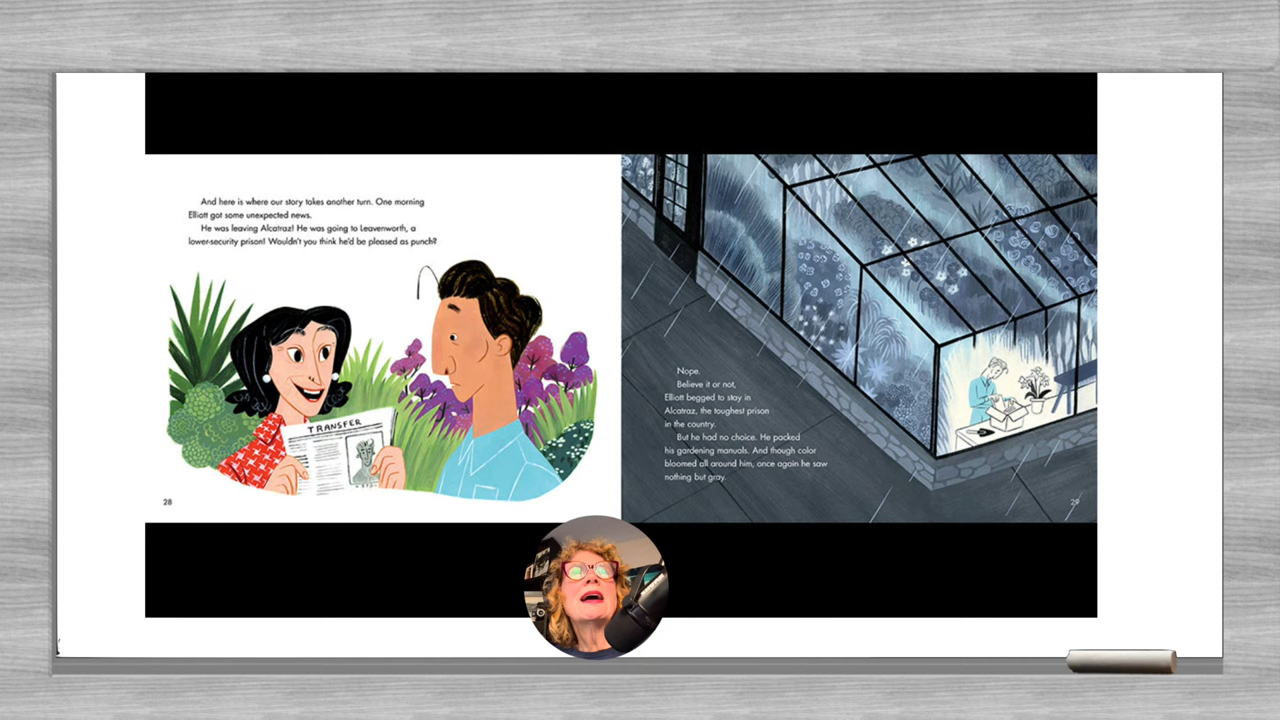 And here is where our story takes another turn. One morning
Elliott got some unexpected news.
He was leaving Alcatraz! He was going to Leavenworth, a
lower-security prison! Wouldn't you think he'd be pleased as punch?
TRANSFER
28
Nope.
Believe it or not,
Elliott begged to stay in
Alcatraz, the toughest prison
in the country.
But he had no choice. He packed
his gardening manuals. And though color
bloomed all around him, once again he saw
nothing but gray.
29